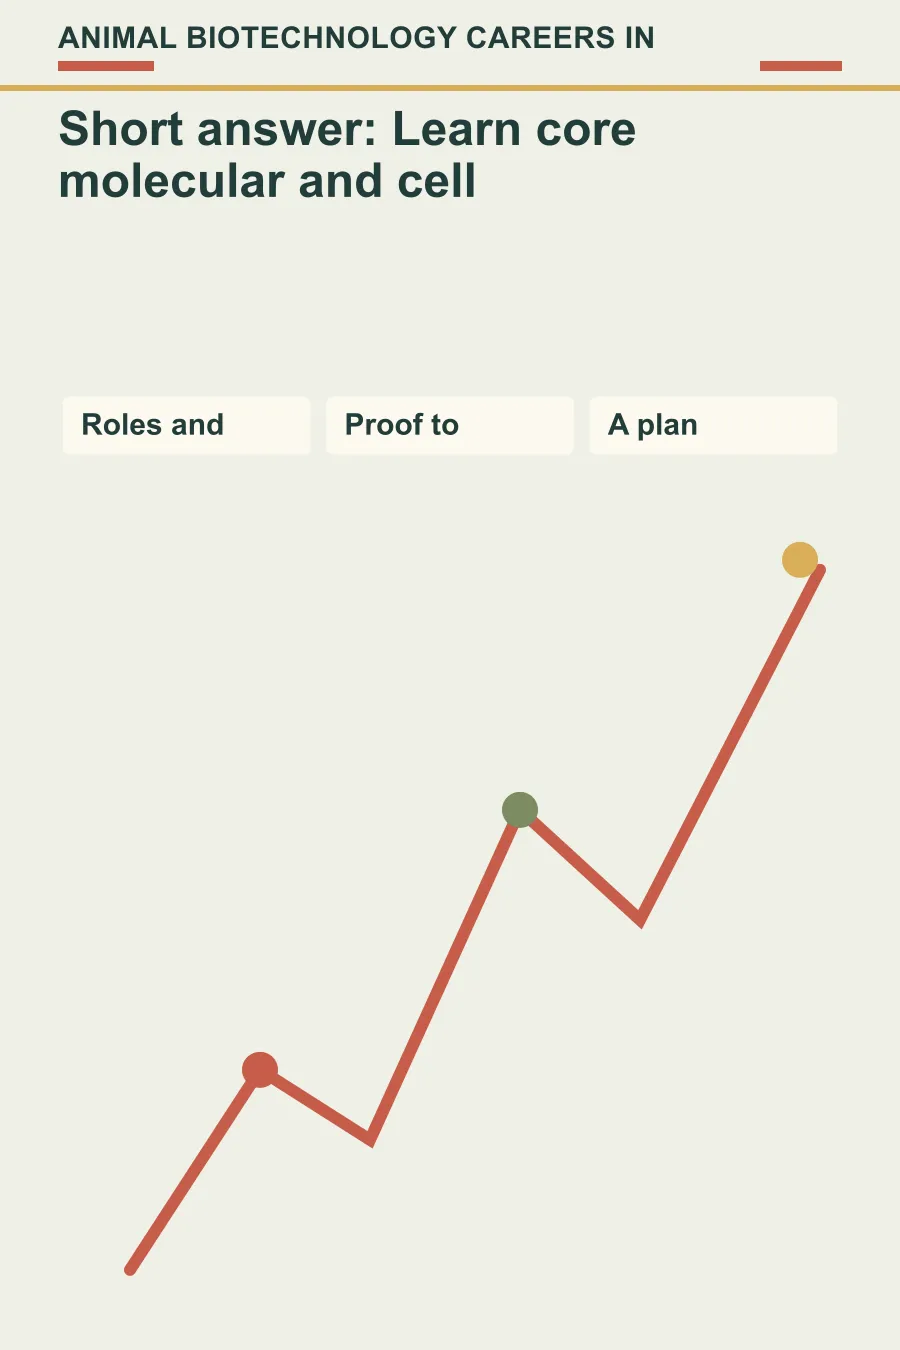 ANIMAL BIOTECHNOLOGY CAREERS IN
Short answer: Learn core
molecular and cell
Roles and
Proof to
A plan